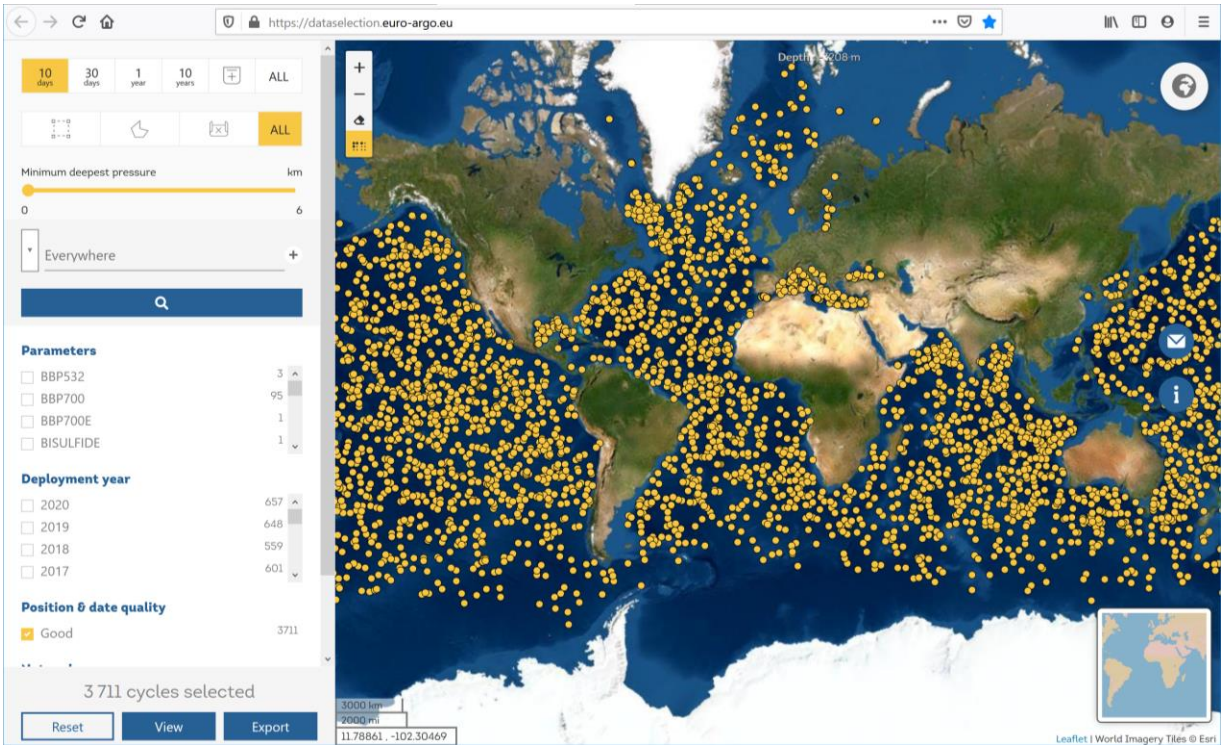 https://dataselection.euro-argo.eu
10 days
30 days
1 year
10 years
ALL
ALL
Minimum deepest pressure km
0 6
Everywhere
Parameters
BBP532 3
BBP700 95
BBP700E 1
BISULFIDE 1
Deployment year
2020 657
2019 648
2018 559
2017 601
Position & date quality
Good 3711
3 711 cycles selected
Reset View Export
Depth
208 m
3000 km
2000 mi
11.78861 , -102.30469
Leaflet | World Imagery Tiles © Esri